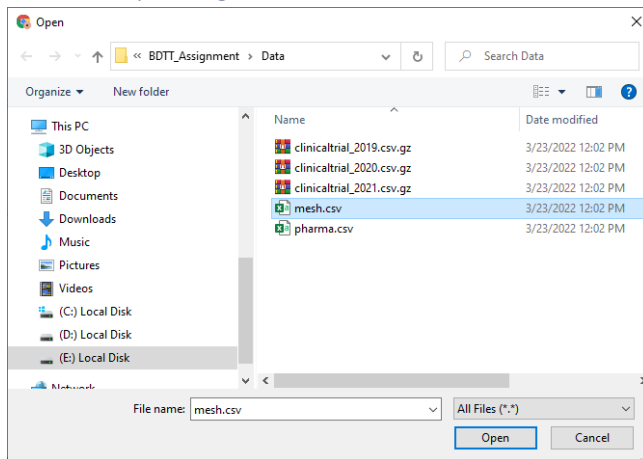 Open
« BDTT_Assignment > Data
Search Data
Organize
New folder
This PC
3D Objects
Desktop
Documents
Downloads
Music
Pictures
Videos
(C:) Local Disk
(D:) Local Disk
(E:) Local Disk
Network
Name
Date modified
clinicaltrial_2019.csv.gz
3/23/2022 12:02 PM
clinicaltrial_2020.csv.gz
3/23/2022 12:02 PM
clinicaltrial_2021.csv.gz
3/23/2022 12:02 PM
mesh.csv
3/23/2022 12:02 PM
pharma.csv
3/23/2022 12:02 PM
File name: mesh.csv
All Files (*.*)
Open
Cancel